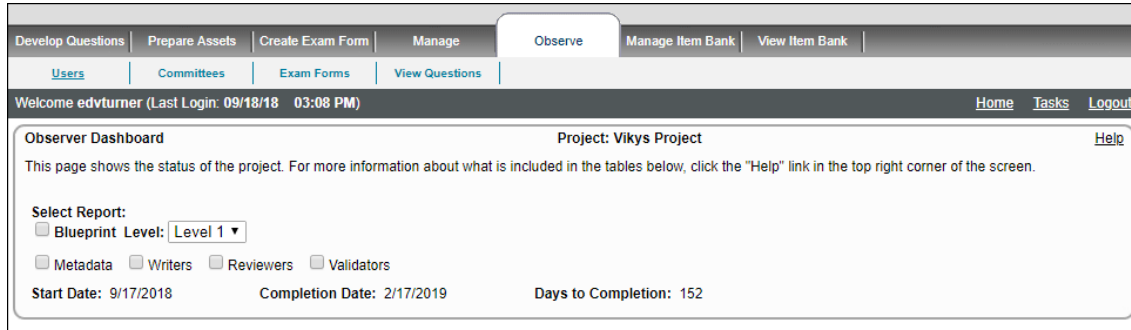 Develop Questions Prepare Assets Create Exam Form Manage Observe Manage Item Bank View Item Bank
Users Committees Exam Forms View Questions
Welcome edvturner (Last Login: 09/18/18 03:08 PM) Home Tasks Logout
Observer Dashboard Project: Vikys Project Help
This page shows the status of the project. For more information about what is included in the tables below, click the "Help" link in the top right corner of the screen.
Select Report:
Blueprint Level: Level 1
Metadata Writers Reviewers Validators
Start Date: 9/17/2018 Completion Date: 2/17/2019 Days to Completion: 152